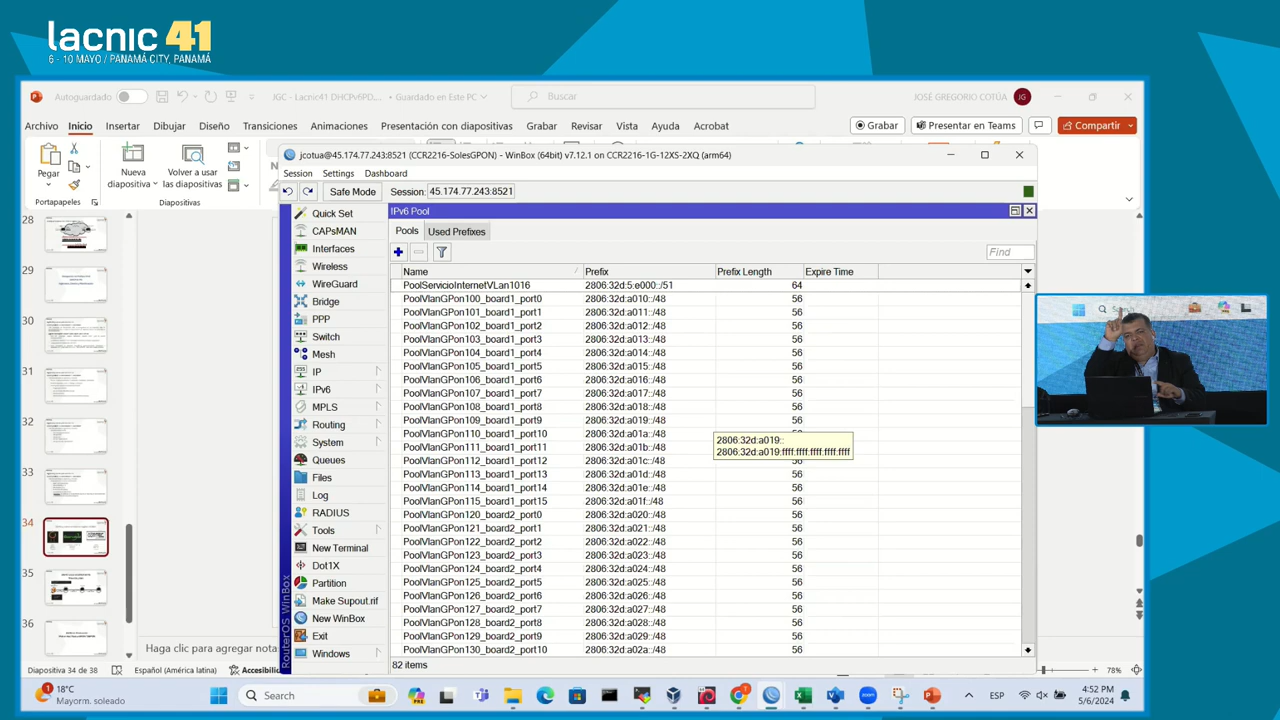 lacnic 41
6 - 10 MAYO / PANAMÁ CITY, PANAMÁ
Autoguardado
JGC - Lacnic41 DHCPv6PD,... • Guardado en Este PC
Buscar
JOSÉ GREGORIO COTÚA
JG
Archivo Inicio Insertar Dibujar Diseño Transiciones Animaciones Presentación con diapositivas Grabar Revisar Vista Ayuda Acrobat
Grabar
Presentar en Teams
Compartir
Pegar
Nueva diapositiva
Volver a usar las diapositivas
Portapapeles
Diapositivas
jcotua@45.174.77.243:8521 (CCR2216-SolesGPON) - WinBox (64bit) v7.12.1 on CCR2216-1G-12XS-2XQ (arm64)
Session Settings Dashboard
Safe Mode Session: 45.174.77.243:8521
Quick Set
CAPsMAN
Interfaces
Wireless
WireGuard
Bridge
PPP
Switch
Mesh
IP
IPv6
MPLS
Routing
System
Queues
Files
Log
RADIUS
Tools
New Terminal
Dot1X
Partition
Make Supout.rif
New WinBox
Exit
Windows
RouterOS WinBox
IPv6 Pool
Pools Used Prefixes
Find
Name Prefix Prefix Length Expire Time
PoolServicioInternetVLan1016 2806:32d:5:e000::/51 64
PoolVlanGPon100_board1_port0 2806:32d:a010::/48 56
PoolVlanGPon101_board1_port1 2806:32d:a011::/48 56
PoolVlanGPon102_board1_port2 2806:32d:a012::/48 56
PoolVlanGPon103_board1_port3 2806:32d:a013::/48 56
PoolVlanGPon104_board1_port4 2806:32d:a014::/48 56
PoolVlanGPon105_board1_port5 2806:32d:a015::/48 56
PoolVlanGPon106_board1_port6 2806:32d:a016::/48 56
PoolVlanGPon107_board1_port7 2806:32d:a017::/48 56
PoolVlanGPon108_board1_port8 2806:32d:a018::/48 56
PoolVlanGPon109_board1_port9 2806:32d:a019::/48 56
PoolVlanGPon110_board1_port10 2806:32d:a01a::/48
PoolVlanGPon111_board1_port11 2806:32d:a01b::/48
PoolVlanGPon112_board1_port12 2806:32d:a01c::/48 56
PoolVlanGPon113_board1_port13 2806:32d:a01d::/48 56
PoolVlanGPon114_board1_port14 2806:32d:a01e::/48 56
PoolVlanGPon115_board1_port15 2806:32d:a01f::/48 56
PoolVlanGPon120_board2_port0 2806:32d:a020::/48 56
PoolVlanGPon121_board2_port1 2806:32d:a021::/48 56
PoolVlanGPon122_board2_port2 2806:32d:a022::/48 56
PoolVlanGPon123_board2_port3 2806:32d:a023::/48 56
PoolVlanGPon124_board2_port4 2806:32d:a024::/48 56
PoolVlanGPon125_board2_port5 2806:32d:a025::/48 56
PoolVlanGPon126_board2_port6 2806:32d:a026::/48 56
PoolVlanGPon127_board2_port7 2806:32d:a027::/48 56
PoolVlanGPon128_board2_port8 2806:32d:a028::/48 56
PoolVlanGPon129_board2_port9 2806:32d:a029::/48 56
PoolVlanGPon130_board2_port10 2806:32d:a02a::/48 56
2806:32d:a019::
2806:32d:a019:ffff:ffff:ffff:ffff:ffff
82 items
28
29
30
31
32
33
34
35
36
Haga clic para agregar notas
Diapositiva 34 de 38
Español (América latina)
78%
18°C
Mayorm. soleado
Search
ESP
4:52 PM
5/6/2024